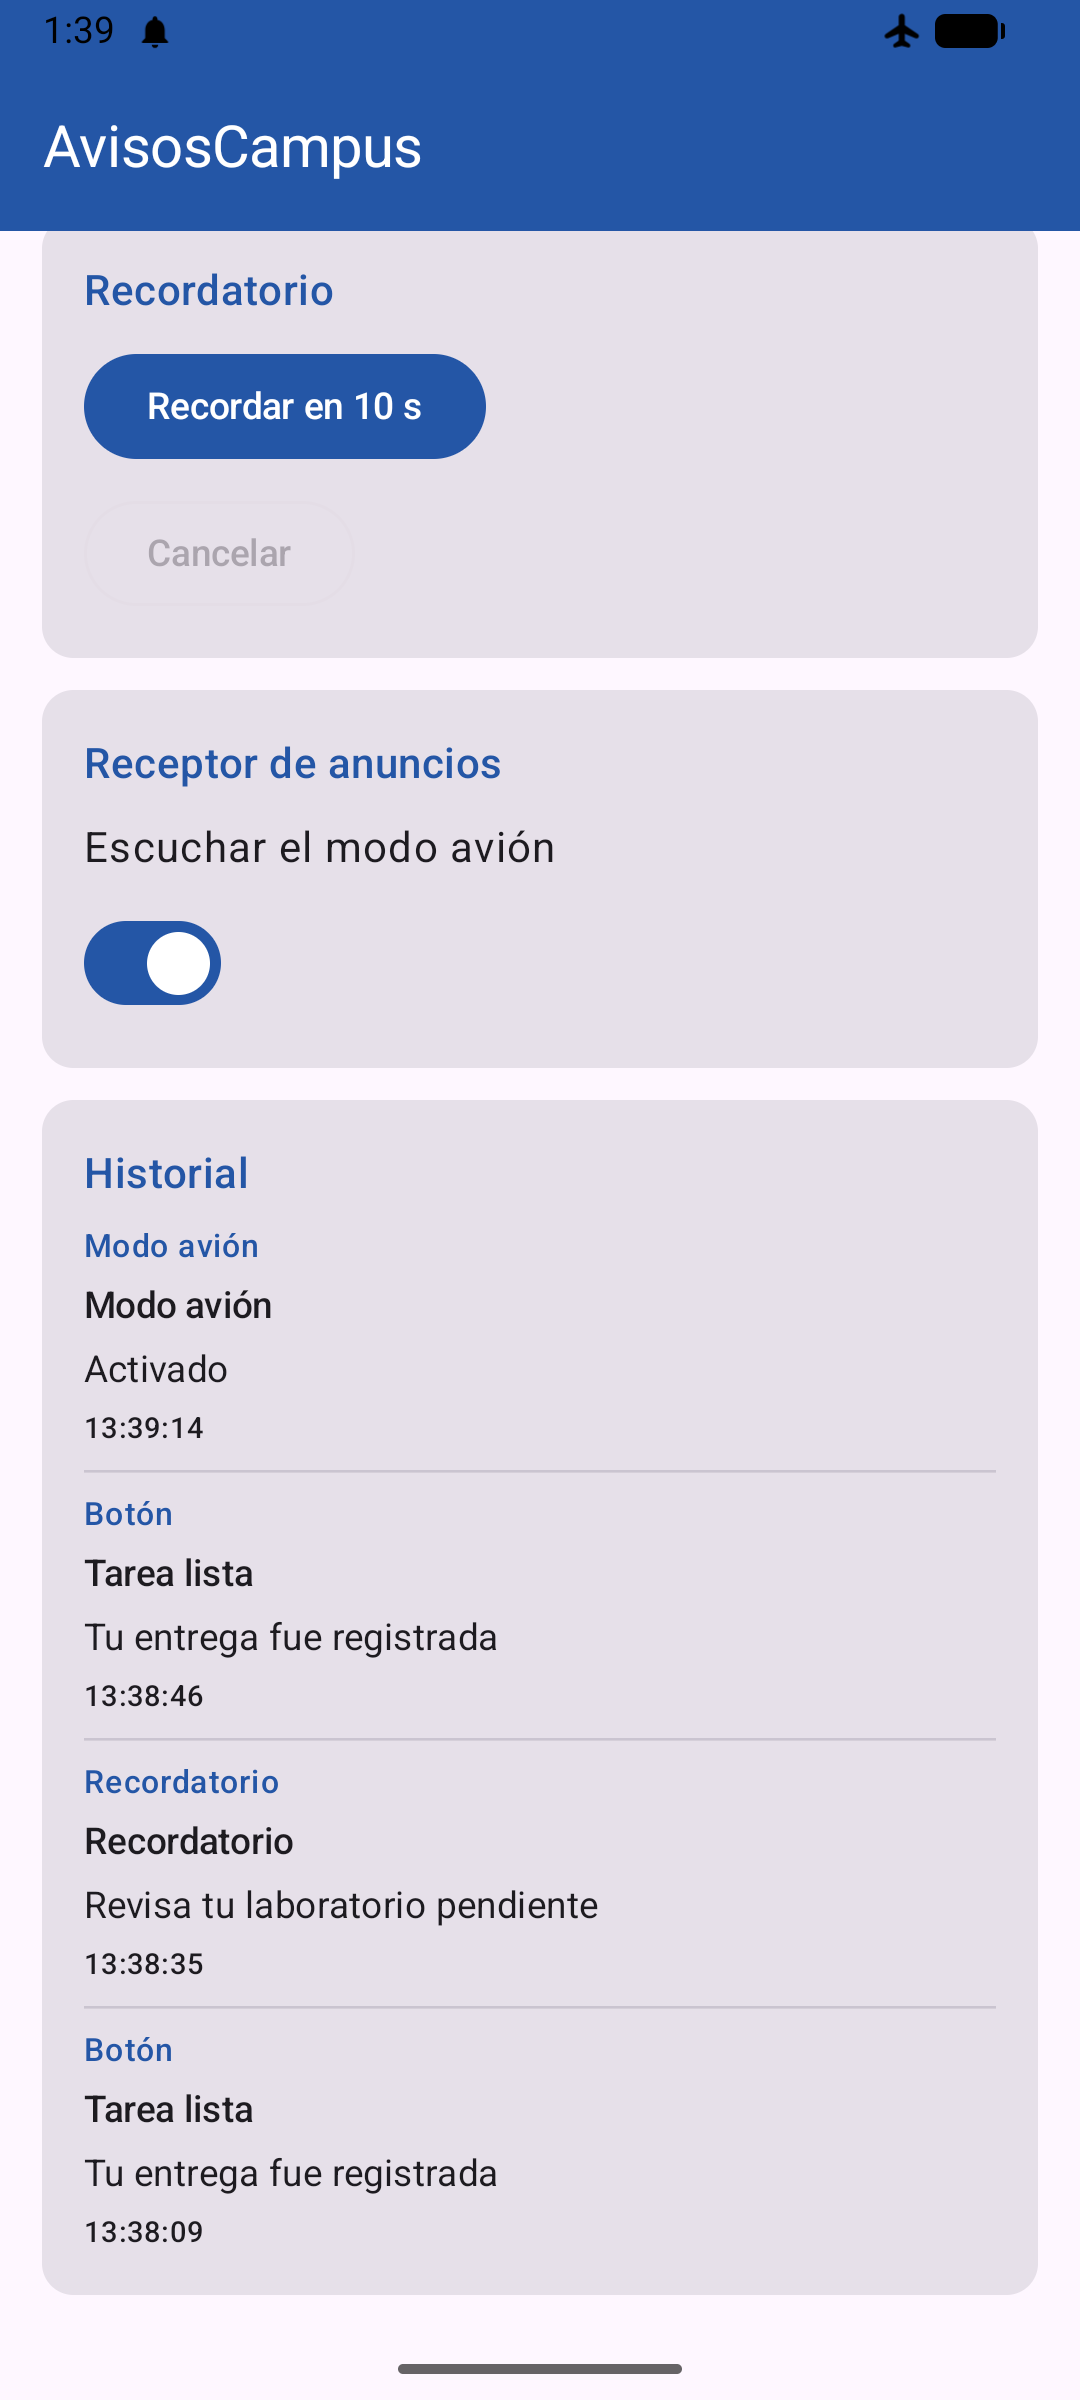 1:39
AvisosCampus
Recordatorio
Recordar en 10 s
Cancelar
Receptor de anuncios
Escuchar el modo avión
Historial
Modo avión
Modo avión
Activado
13:39:14
Botón
Tarea lista
Tu entrega fue registrada
13:38:46
Recordatorio
Recordatorio
Revisa tu laboratorio pendiente
13:38:35
Botón
Tarea lista
Tu entrega fue registrada
13:38:09